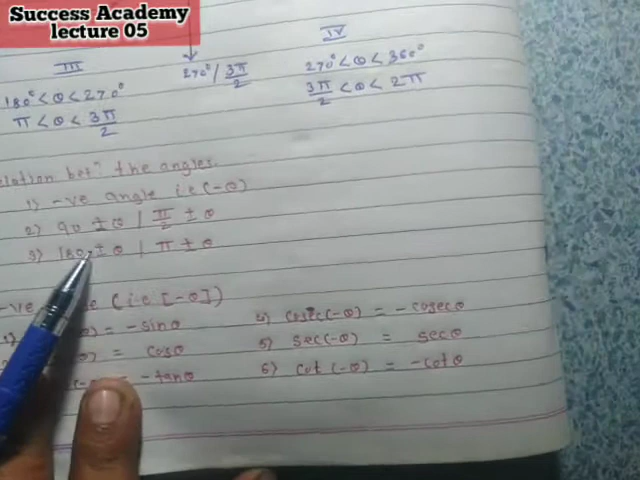 Success Academy
lecture 05
III
IV
270° / 3π/2
180° < θ < 270°
270° < θ < 360°
π < θ < 3π/2
3π/2 < θ < 2π
betⁿ the angles.
1) -ve angle i.e (-θ)
2) 90 ± θ / π/2 ± θ
3) 180 ± θ / π ± θ
-ve (i.e [-θ])
= -sinθ
4) cosec(-θ) = -cosecθ
= cosθ
5) sec(-θ) = secθ
-tanθ
6) cot(-θ) = -cotθ